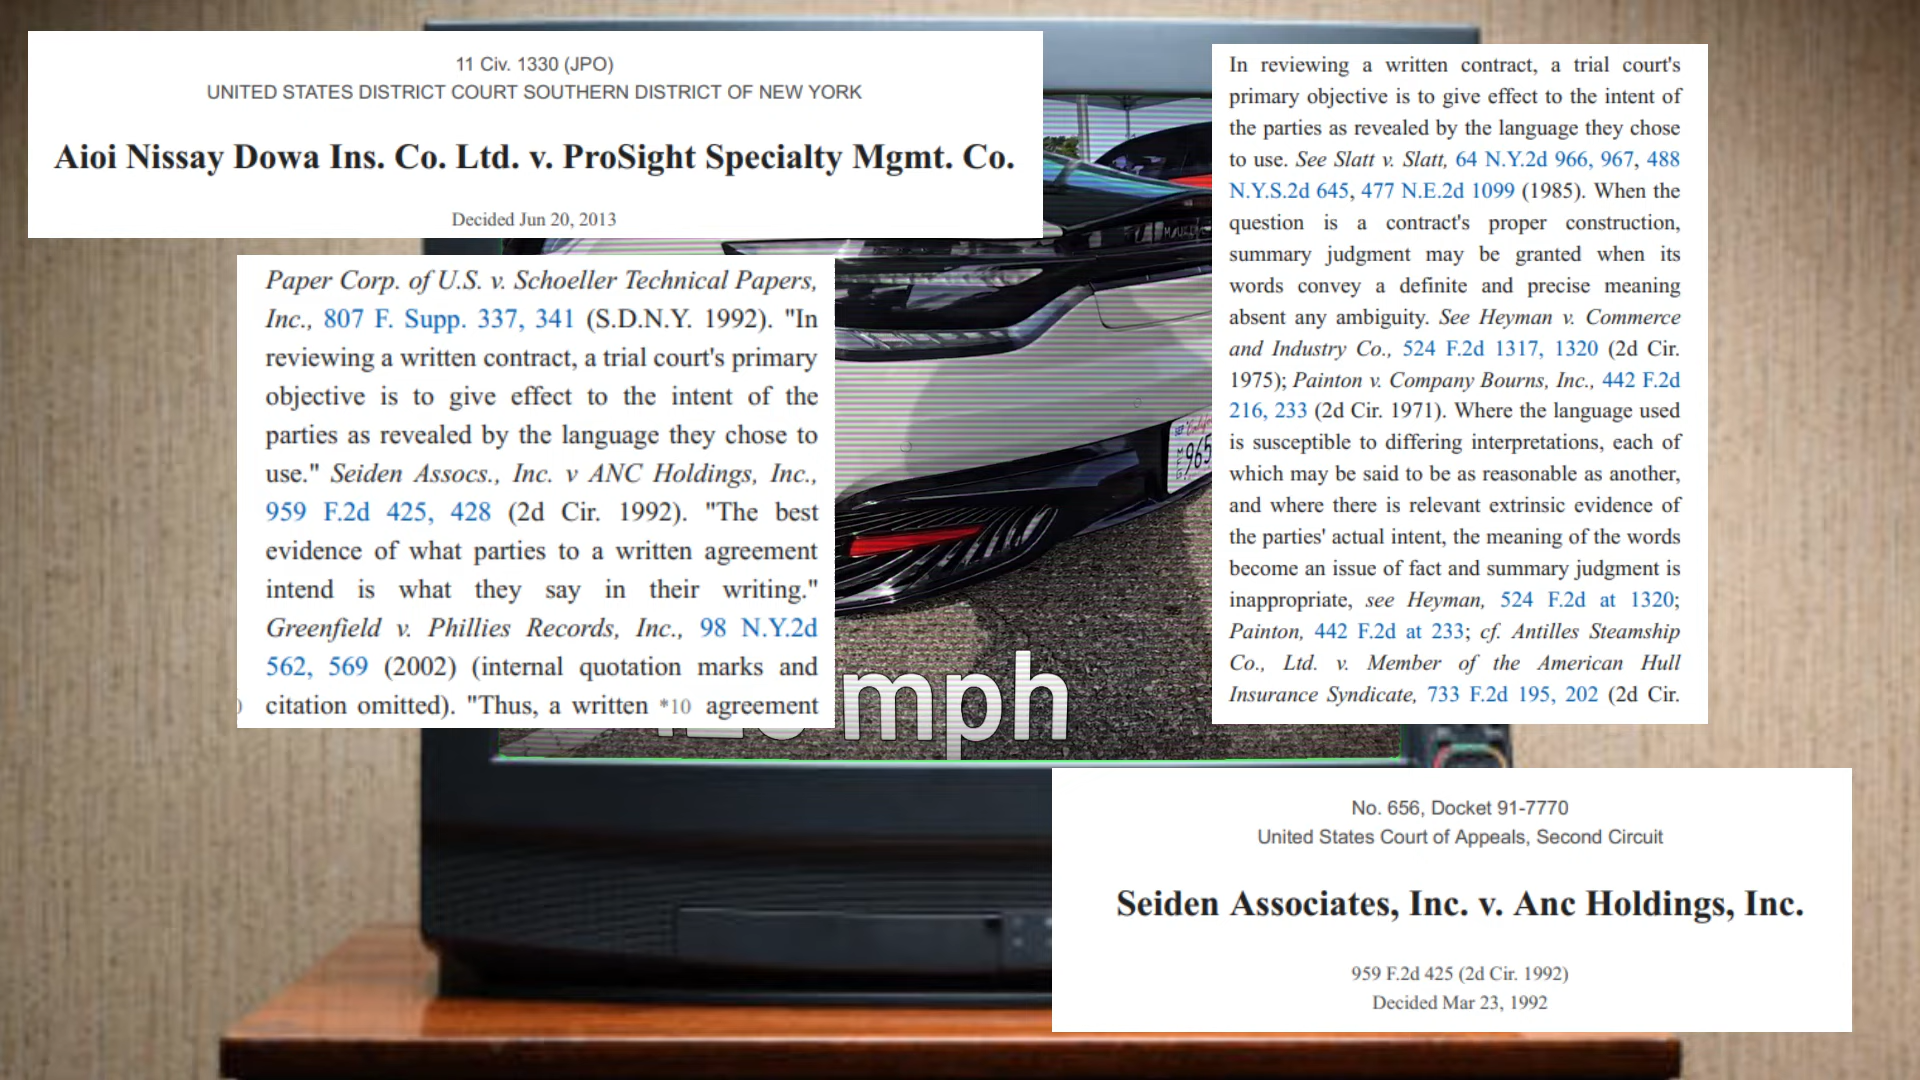 11 Civ. 1330 (JPO)
UNITED STATES DISTRICT COURT SOUTHERN DISTRICT OF NEW YORK
Aioi Nissay Dowa Ins. Co. Ltd. v. ProSight Specialty Mgmt. Co.
Decided Jun 20, 2013
Paper Corp. of U.S. v. Schoeller Technical Papers,
Inc., 807 F. Supp. 337, 341 (S.D.N.Y. 1992). "In
reviewing a written contract, a trial court's primary
objective is to give effect to the intent of the
parties as revealed by the language they chose to
use." Seiden Assocs., Inc. v ANC Holdings, Inc.,
959 F.2d 425, 428 (2d Cir. 1992). "The best
evidence of what parties to a written agreement
intend is what they say in their writing."
Greenfield v. Phillies Records, Inc., 98 N.Y.2d
562, 569 (2002) (internal quotation marks and
citation omitted). "Thus, a written *10 agreement
In reviewing a written contract, a trial court's
primary objective is to give effect to the intent of
the parties as revealed by the language they chose
to use. See Slatt v. Slatt, 64 N.Y.2d 966, 967, 488
N.Y.S.2d 645, 477 N.E.2d 1099 (1985). When the
question is a contract's proper construction,
summary judgment may be granted when its
words convey a definite and precise meaning
absent any ambiguity. See Heyman v. Commerce
and Industry Co., 524 F.2d 1317, 1320 (2d Cir.
1975); Painton v. Company Bourns, Inc., 442 F.2d
216, 233 (2d Cir. 1971). Where the language used
is susceptible to differing interpretations, each of
which may be said to be as reasonable as another,
and where there is relevant extrinsic evidence of
the parties' actual intent, the meaning of the words
become an issue of fact and summary judgment is
inappropriate, see Heyman, 524 F.2d at 1320;
Painton, 442 F.2d at 233; cf. Antilles Steamship
Co., Ltd. v. Member of the American Hull
Insurance Syndicate, 733 F.2d 195, 202 (2d Cir.
965
mph
No. 656, Docket 91-7770
United States Court of Appeals, Second Circuit
Seiden Associates, Inc. v. Anc Holdings, Inc.
959 F.2d 425 (2d Cir. 1992)
Decided Mar 23, 1992